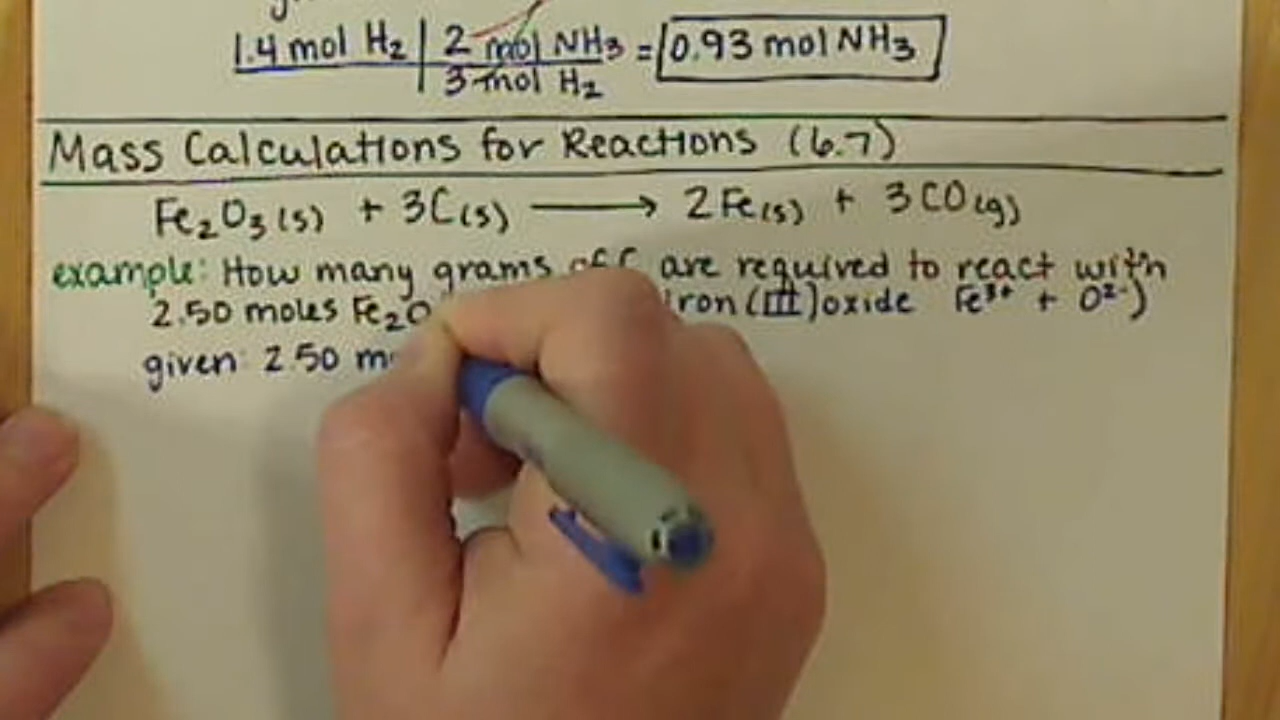 1.4 mol H₂ | 2 mol NH₃ = 0.93 mol NH₃
3 mol H₂
Mass Calculations for Reactions (6.7)
Fe₂O₃(s) + 3C(s) ⟶ 2Fe(s) + 3CO(g)
example: How many grams of C are required to react with
2.50 moles Fe₂O iron (III) oxide Fe³⁺ + O²⁻)
given: 2.50 m